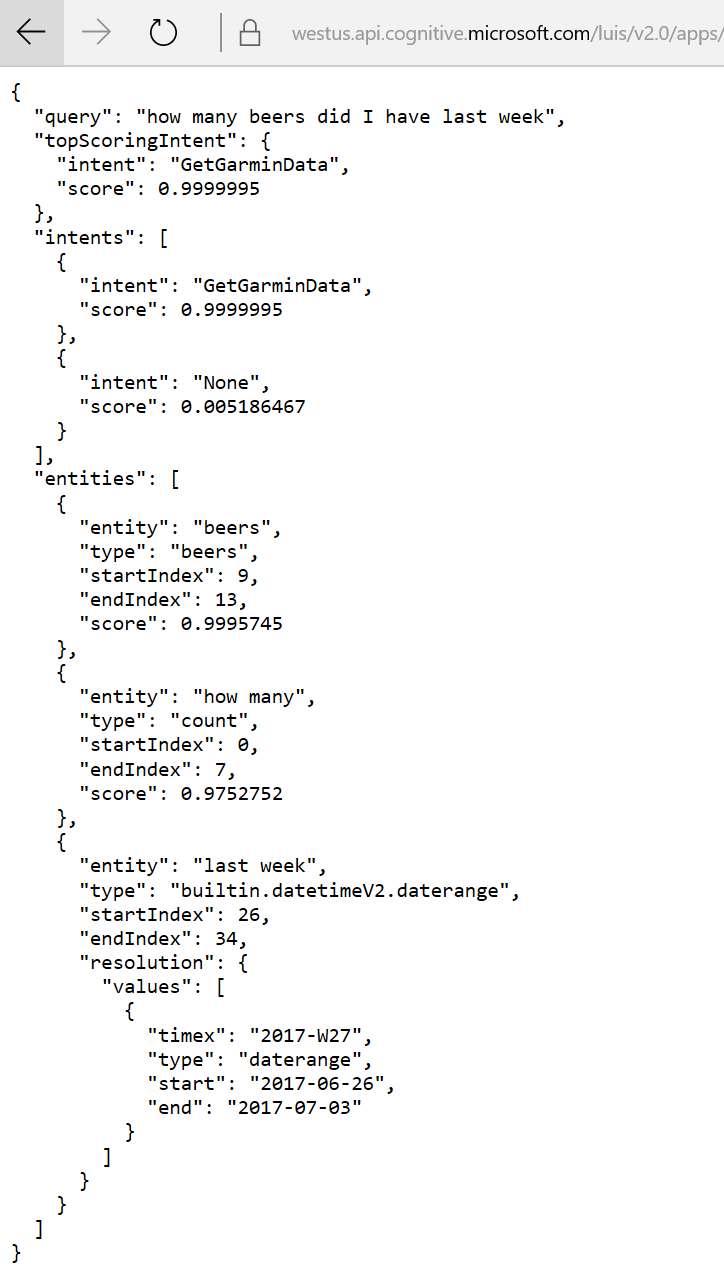 westus.api.cognitive.microsoft.com/luis/v2.0/apps/
{
  "query": "how many beers did I have last week",
  "topScoringIntent": {
    "intent": "GetGarminData",
    "score": 0.9999995
  },
  "intents": [
    {
      "intent": "GetGarminData",
      "score": 0.9999995
    },
    {
      "intent": "None",
      "score": 0.005186467
    }
  ],
  "entities": [
    {
      "entity": "beers",
      "type": "beers",
      "startIndex": 9,
      "endIndex": 13,
      "score": 0.9995745
    },
    {
      "entity": "how many",
      "type": "count",
      "startIndex": 0,
      "endIndex": 7,
      "score": 0.9752752
    },
    {
      "entity": "last week",
      "type": "builtin.datetimeV2.daterange",
      "startIndex": 26,
      "endIndex": 34,
      "resolution": {
        "values": [
          {
            "timex": "2017-W27",
            "type": "daterange",
            "start": "2017-06-26",
            "end": "2017-07-03"
          }
        ]
      }
    }
  ]
}